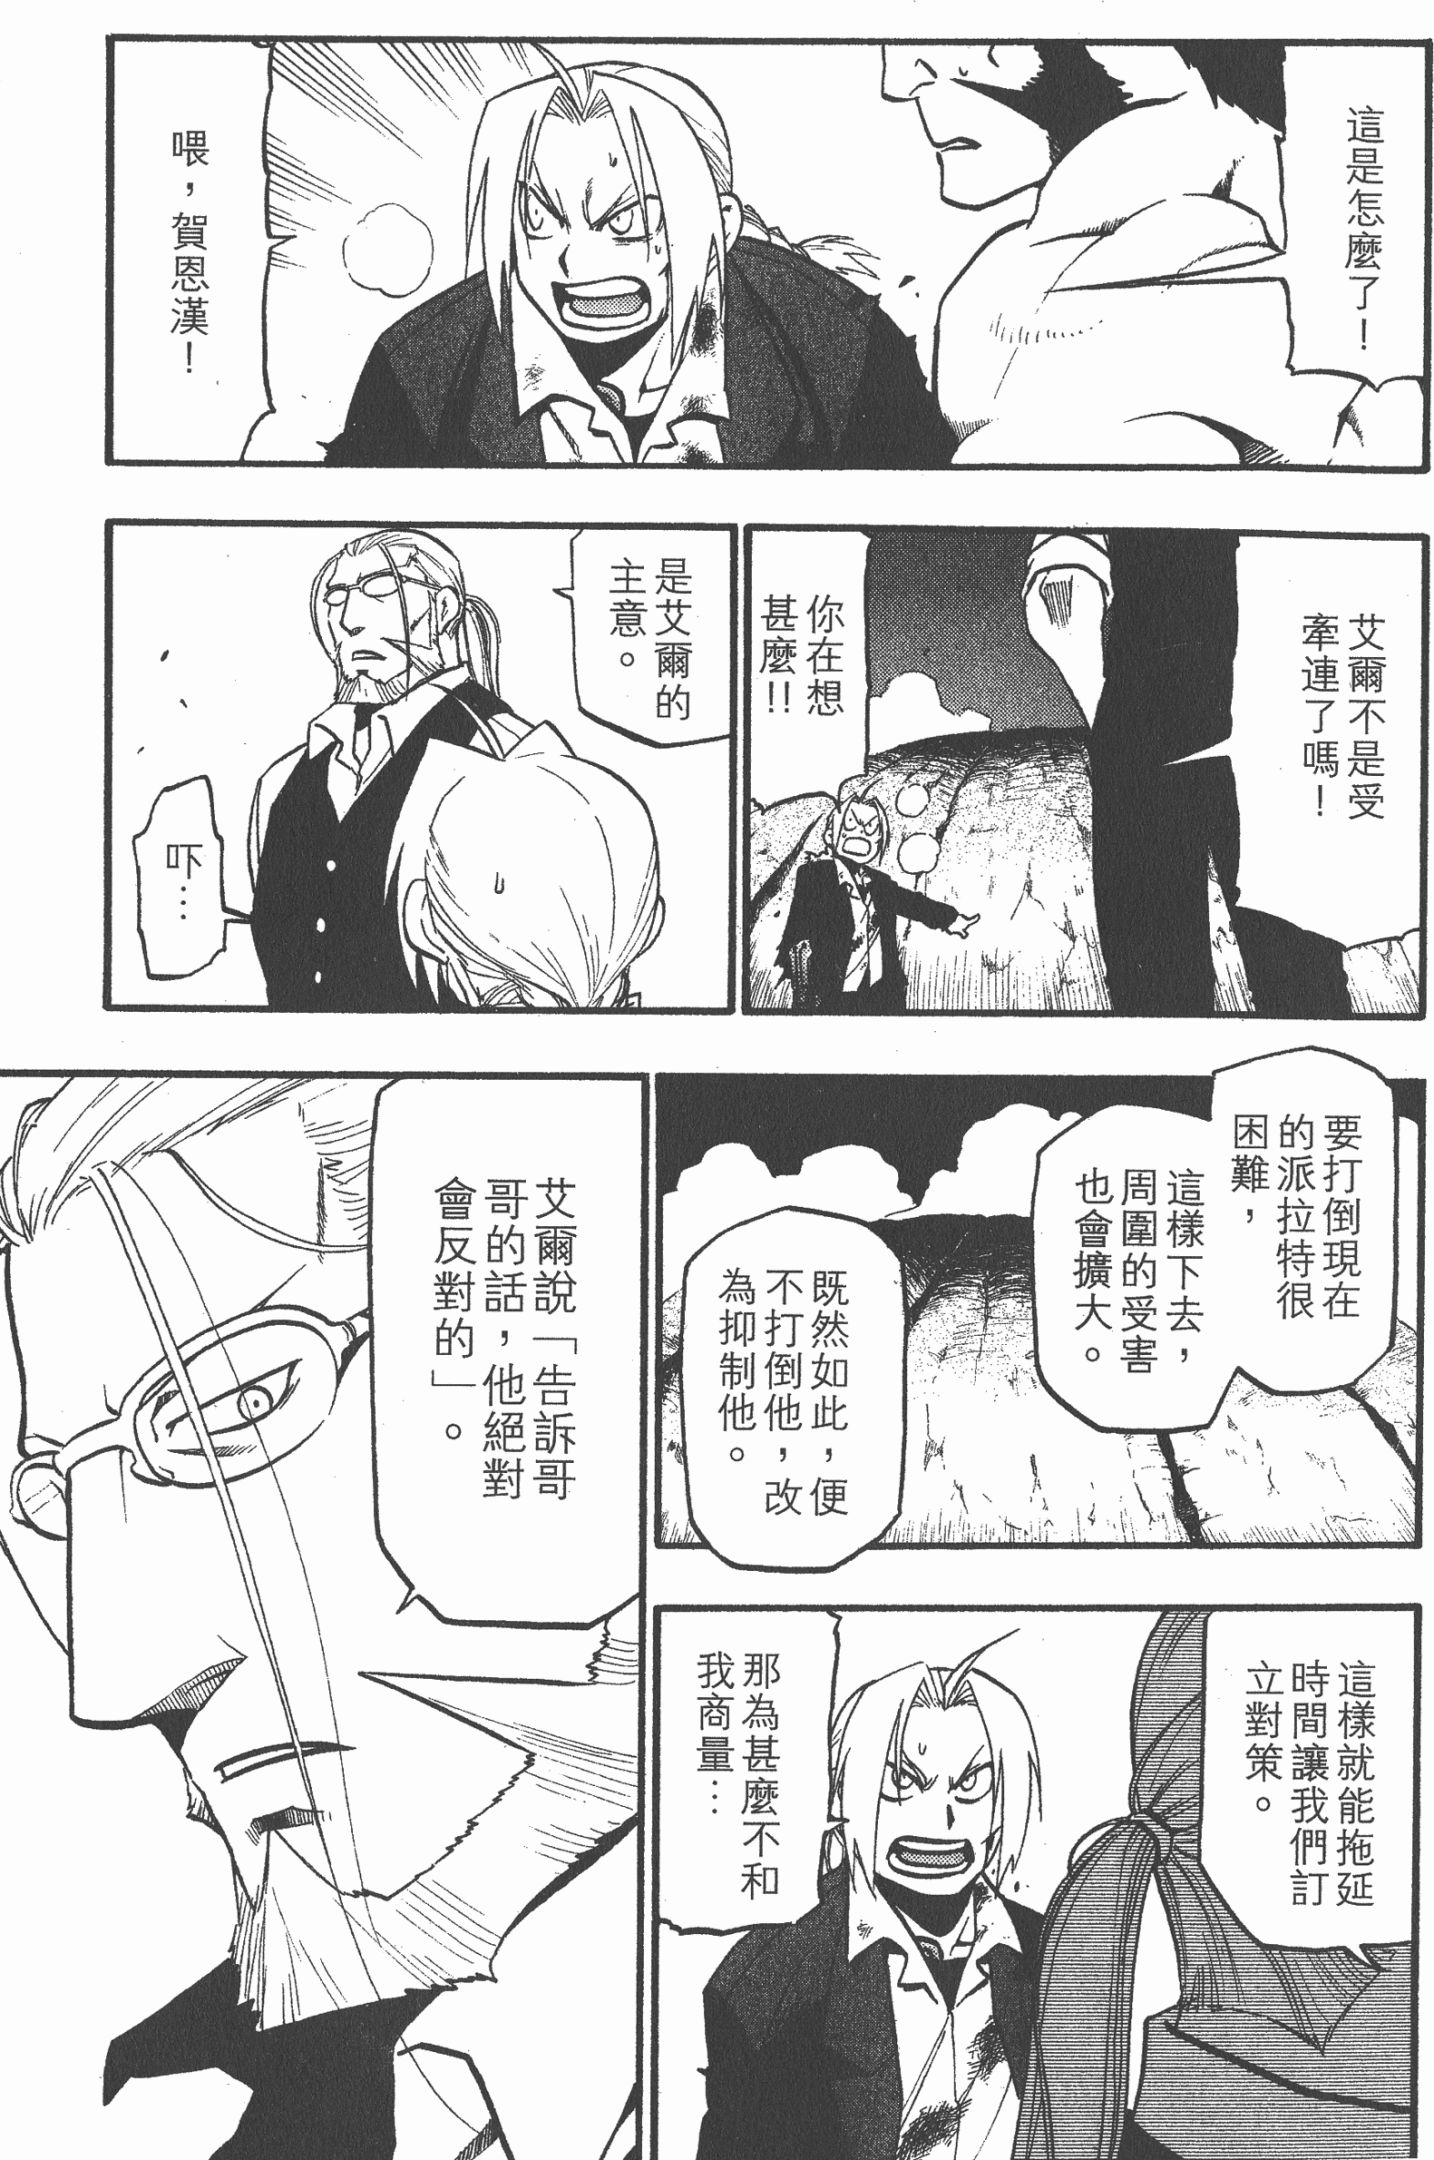 這是怎麼了！
喂，賀恩漢！
艾爾不是受
牽連了嗎！
你在想
甚麼!!
是艾爾的
主意。
吓…
要打倒現在
的派拉特很
困難，
這樣下去，
周圍的受害
也會擴大。
既然如此，便
不打倒他，改
為抑制他。
這樣就能拖延
時間讓我們訂
立對策。
那為甚麼不和
我商量…
艾爾說「告訴哥
哥的話，他絕對
會反對的」。